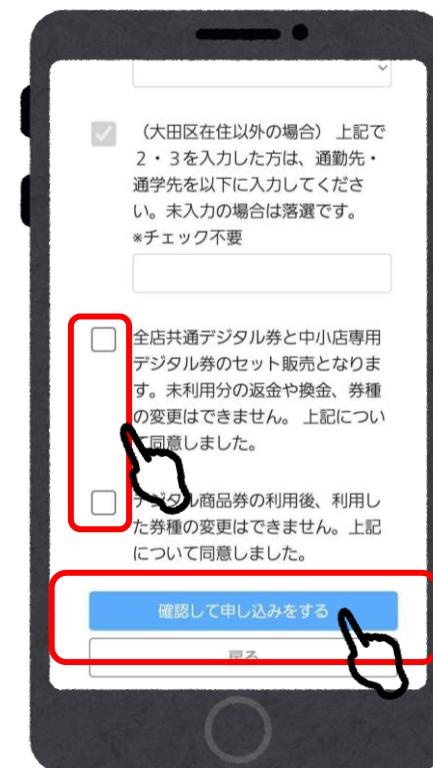 （大田区在住以外の場合） 上記で
２・３を入力した方は、通勤先・
通学先を以下に入力してくださ
い。未入力の場合は落選です。
※チェック不要
全店共通デジタル券と中小店専用
デジタル券のセット販売となりま
す。未利用分の返金や換金、券種
の変更はできません。 上記につい
て同意しました。
デジタル商品券の利用後、利用し
た券種の変更はできません。上記
について同意しました。
確認して申し込みをする
戻る